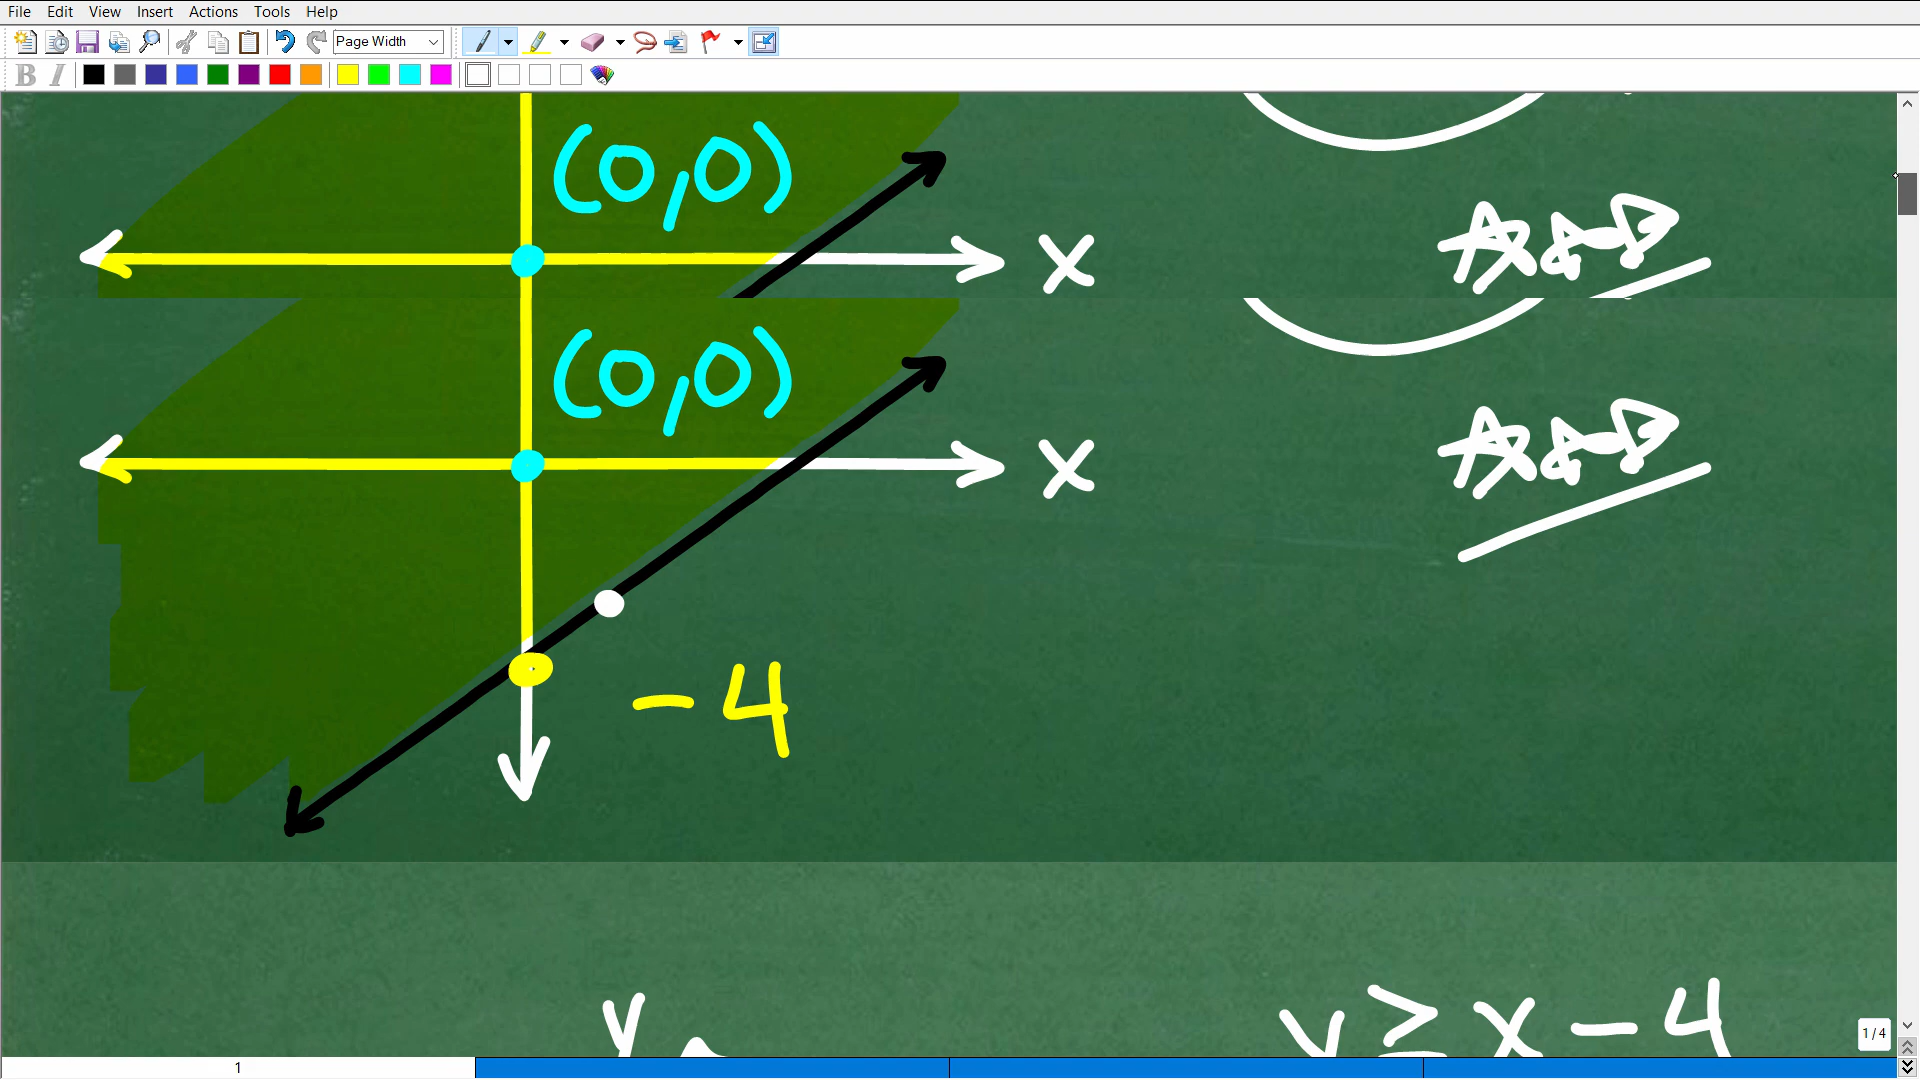 File Edit View Insert Actions Tools Help
Page Width
B I
(0,0)
x
(0,0)
x
-4
y
y ≥ x - 4
1 / 4
1